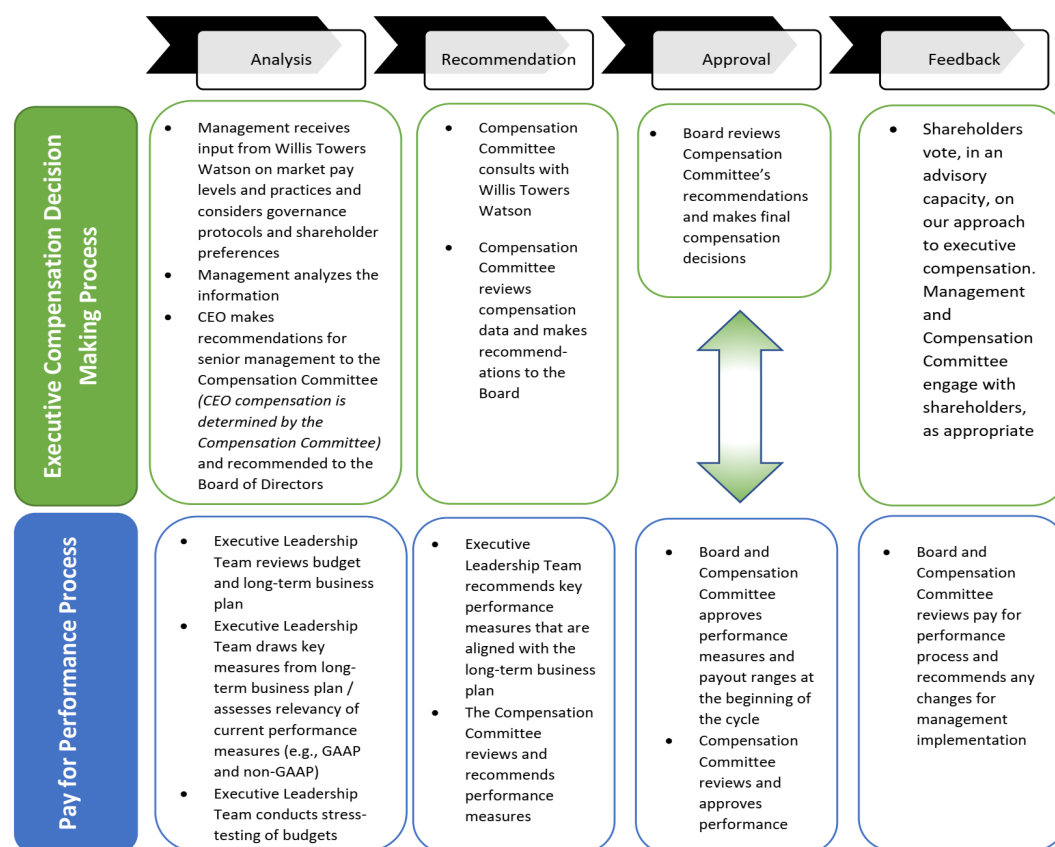 Analysis
Recommendation
Approval
Feedback
Executive Compensation Decision
Making Process
• Management receives
input from Willis Towers
Watson on market pay
levels and practices and
considers governance
protocols and shareholder
preferences
• Management analyzes the
information
• CEO makes
recommendations for
senior management to the
Compensation Committee
(CEO compensation is
determined by the
Compensation Committee)
and recommended to the
Board of Directors
• Compensation
Committee
consults with
Willis Towers
Watson
• Compensation
Committee
reviews
compensation
data and makes
recommend-
ations to the
Board
• Board reviews
Compensation
Committee’s
recommendations
and makes final
compensation
decisions
• Shareholders
vote, in an
advisory
capacity, on
our approach
to executive
compensation.
Management
and
Compensation
Committee
engage with
shareholders,
as appropriate
Pay for Performance Process
• Executive Leadership
Team reviews budget
and long-term business
plan
• Executive Leadership
Team draws key
measures from long-
term business plan /
assesses relevancy of
current performance
measures (e.g., GAAP
and non-GAAP)
• Executive Leadership
Team conducts stress-
testing of budgets
• Executive
Leadership Team
recommends key
performance
measures that are
aligned with the
long-term business
plan
• The Compensation
Committee
reviews and
recommends
performance
measures
• Board and
Compensation
Committee
approves
performance
measures and
payout ranges at
the beginning of
the cycle
• Compensation
Committee
reviews and
approves
performance
• Board and
Compensation
Committee
reviews pay for
performance
process and
recommends any
changes for
management
implementation